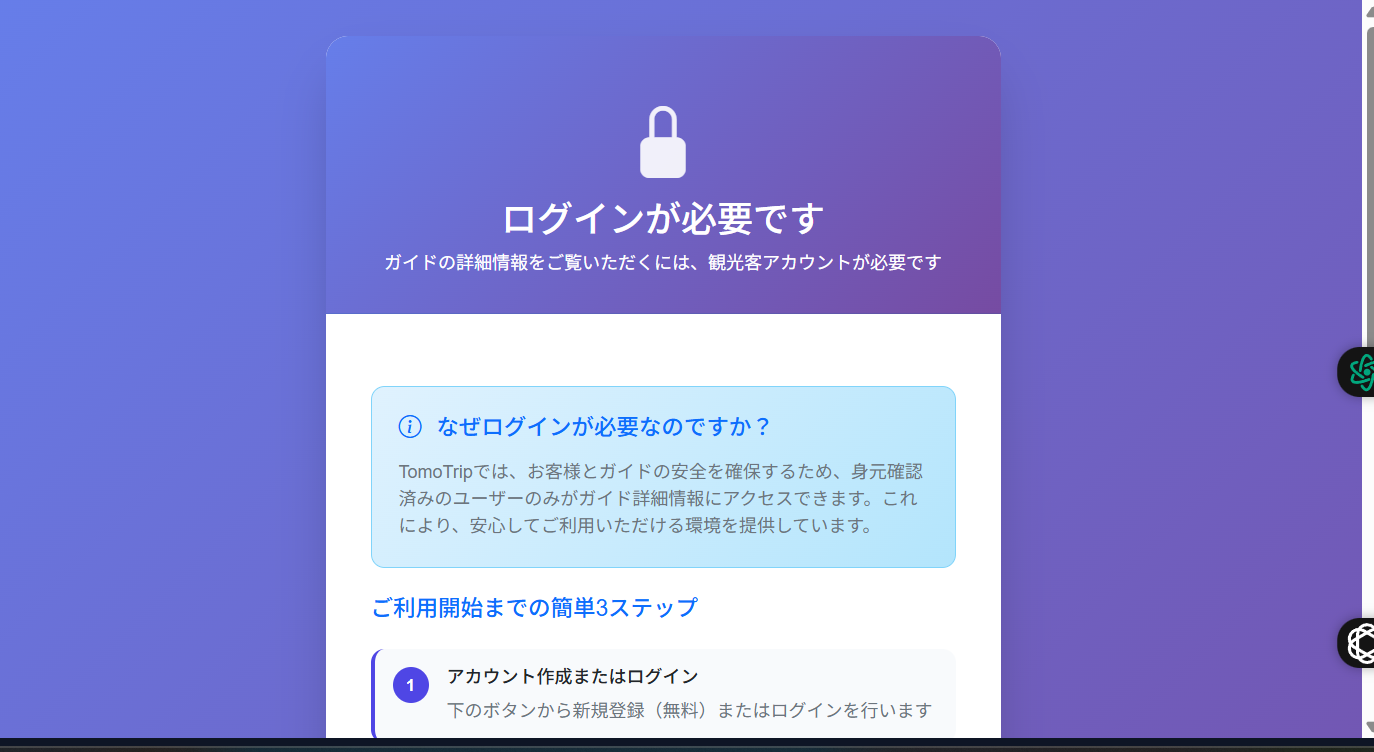 ログインが必要です
ガイドの詳細情報をご覧いただくには、観光客アカウントが必要です
なぜログインが必要なのですか？
TomoTripでは、お客様とガイドの安全を確保するため、身元確認
済みのユーザーのみがガイド詳細情報にアクセスできます。これ
により、安心してご利用いただける環境を提供しています。
ご利用開始までの簡単3ステップ
1
アカウント作成またはログイン
下のボタンから新規登録（無料）またはログインを行います